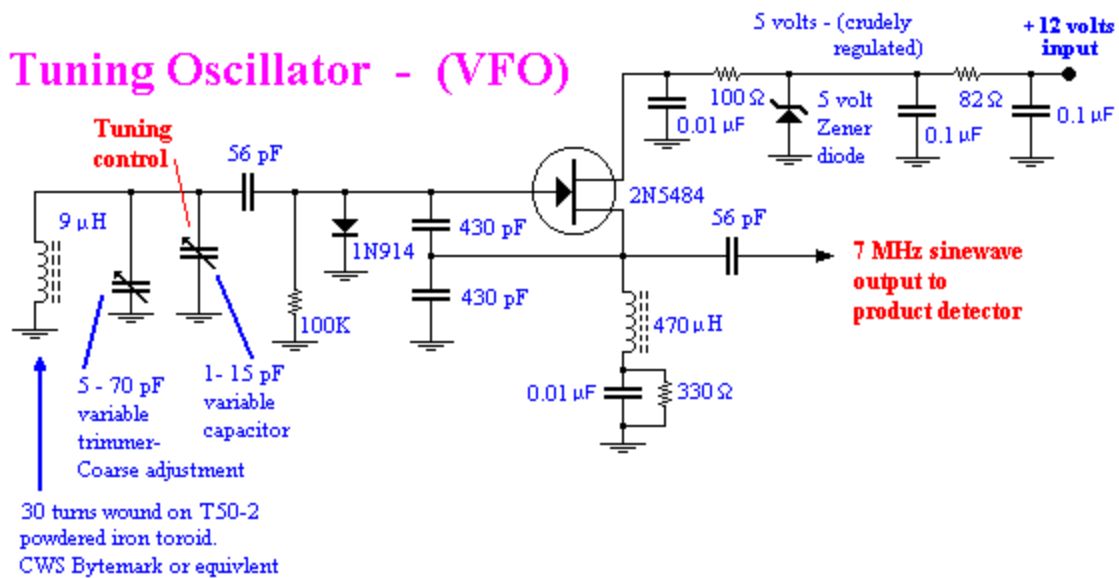 Tuning Oscillator - (VFO)
5 volts - (crudely
regulated)
+12 volts
input
100Ω
82Ω
0.01 μF
5 volt
Zener
diode
0.1 μF
0.1 μF
Tuning
control
56 pF
2N5484
9 μH
1N914
430 pF
56 pF
7 MHz sinewave
output to
product detector
430 pF
100K
470 μH
5 - 70 pF
variable
trimmer-
Coarse adjustment
1- 15 pF
variable
capacitor
0.01 μF
330 Ω
30 turns wound on T50-2
powdered iron toroid.
CWS Bytemark or equivlent